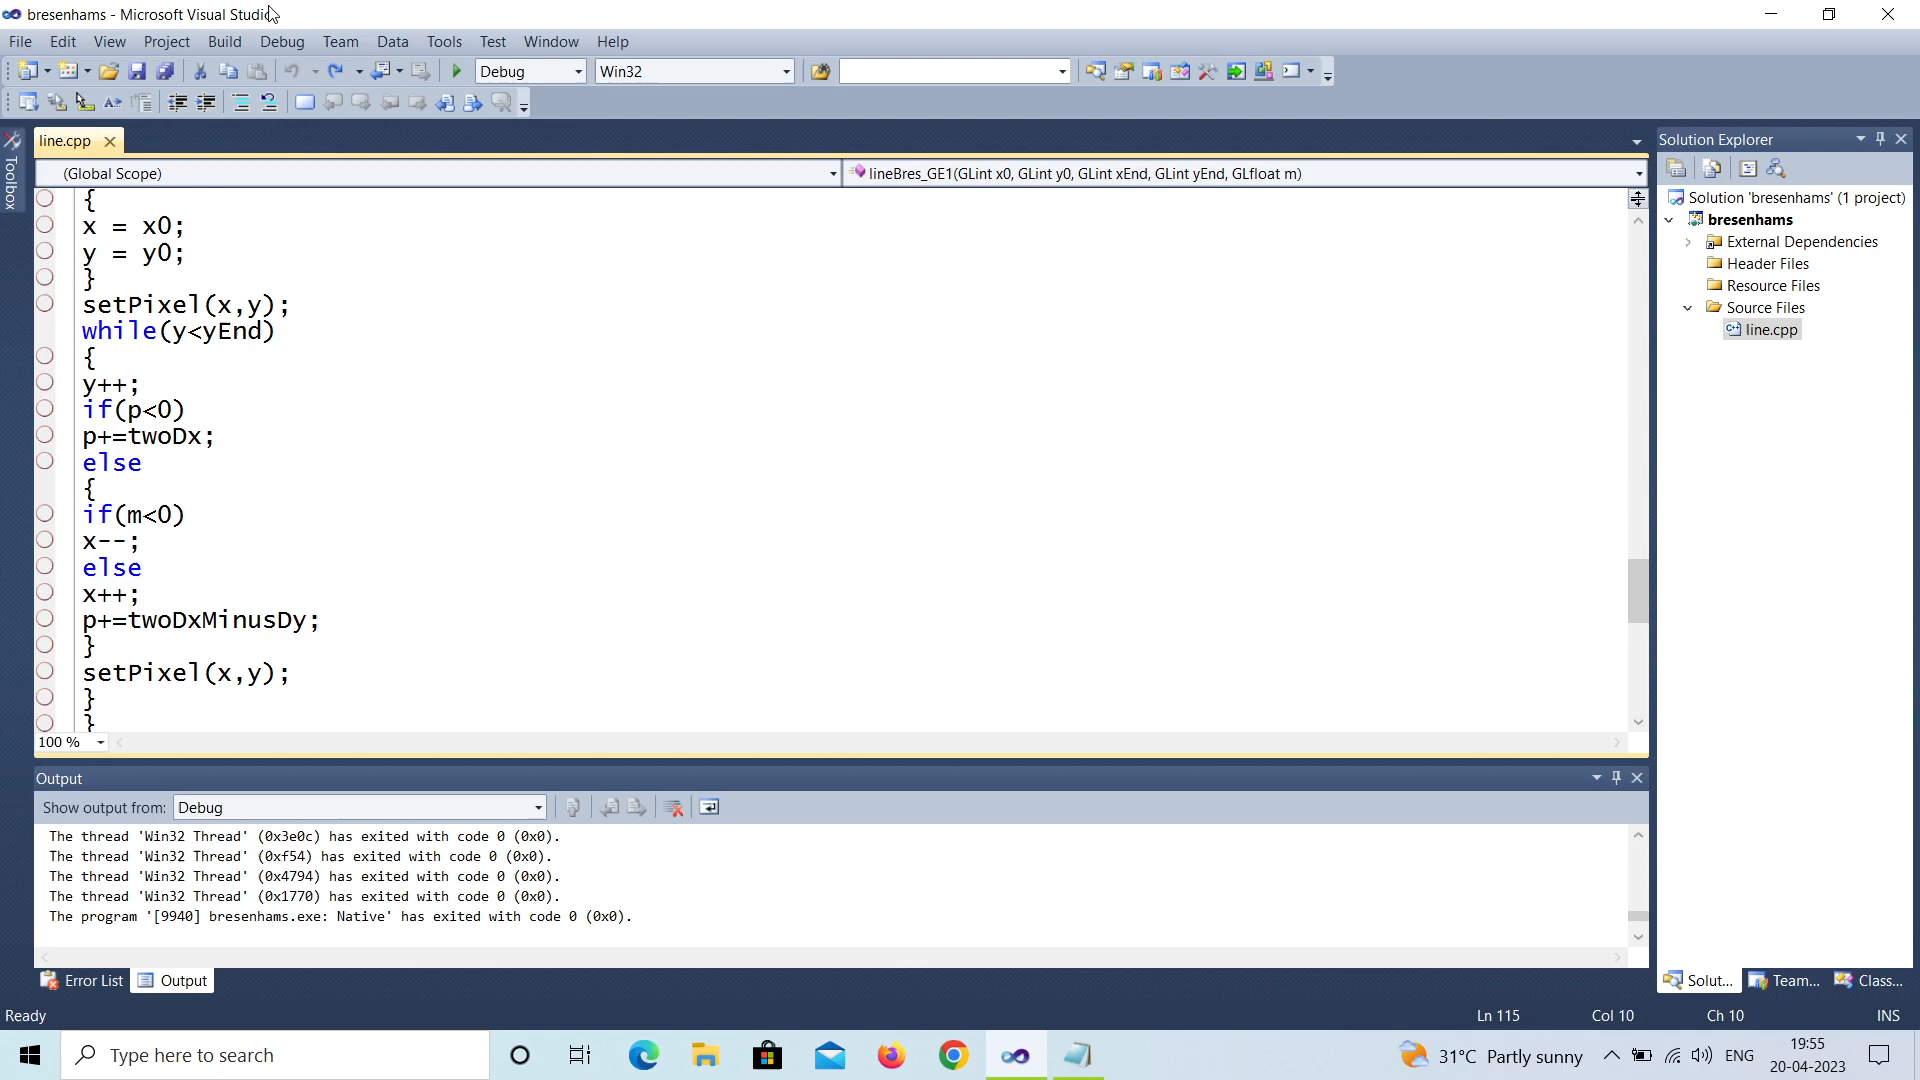 bresenhams - Microsoft Visual Studio
File Edit View Project Build Debug Team Data Tools Test Window Help
Debug Win32
line.cpp
Toolbox
(Global Scope) lineBres_GE1(GLint x0, GLint y0, GLint xEnd, GLint yEnd, GLfloat m)
{
x = x0;
y = y0;
}
setPixel(x,y);
while(y<yEnd)
{
y++;
if(p<0)
p+=twoDx;
else
{
if(m<0)
x--;
else
x++;
p+=twoDxMinusDy;
}
setPixel(x,y);
}
}
100 %
Solution Explorer
Solution 'bresenhams' (1 project)
bresenhams
External Dependencies
Header Files
Resource Files
Source Files
line.cpp
Output
Show output from: Debug
The thread 'Win32 Thread' (0x3e0c) has exited with code 0 (0x0).
The thread 'Win32 Thread' (0xf54) has exited with code 0 (0x0).
The thread 'Win32 Thread' (0x4794) has exited with code 0 (0x0).
The thread 'Win32 Thread' (0x1770) has exited with code 0 (0x0).
The program '[9940] bresenhams.exe: Native' has exited with code 0 (0x0).
Error List Output
Solut... Team... Class...
Ready Ln 115 Col 10 Ch 10 INS
Type here to search
31°C Partly sunny ENG
19:55
20-04-2023